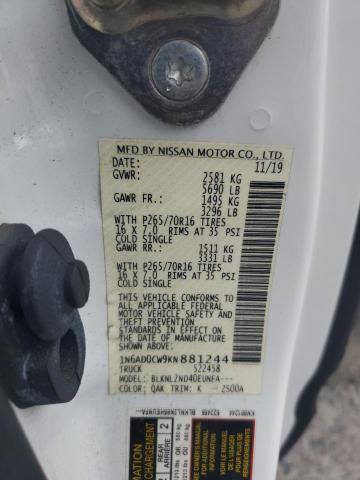 MFD BY NISSAN MOTOR CO., LTD.
DATE: 11/19
GVWR: 2581 KG
5690 LB
GAWR FR.: 1495 KG
3296 LB
WITH P265/70R16 TIRES
16 X 7.0 RIMS AT 35 PSI
COLD SINGLE
GAWR RR.: 1511 KG
3331 LB
WITH P265/70R16 TIRES
16 X 7.0 RIMS AT 35 PSI
COLD SINGLE
THIS VEHICLE CONFORMS TO ALL
APPLICABLE FEDERAL MOTOR
VEHICLE SAFETY AND THEFT
PREVENTION STANDARDS IN
EFFECT ON THE DATE OF
MANUFACTURE SHOWN ABOVE.
1N6AD0CW9KN881244
TRUCK 522458
MODEL: BLKNLZND40EUNEA---
COLOR: QAK TRIM: K 2500A
2
REAR
ARRIÈRE